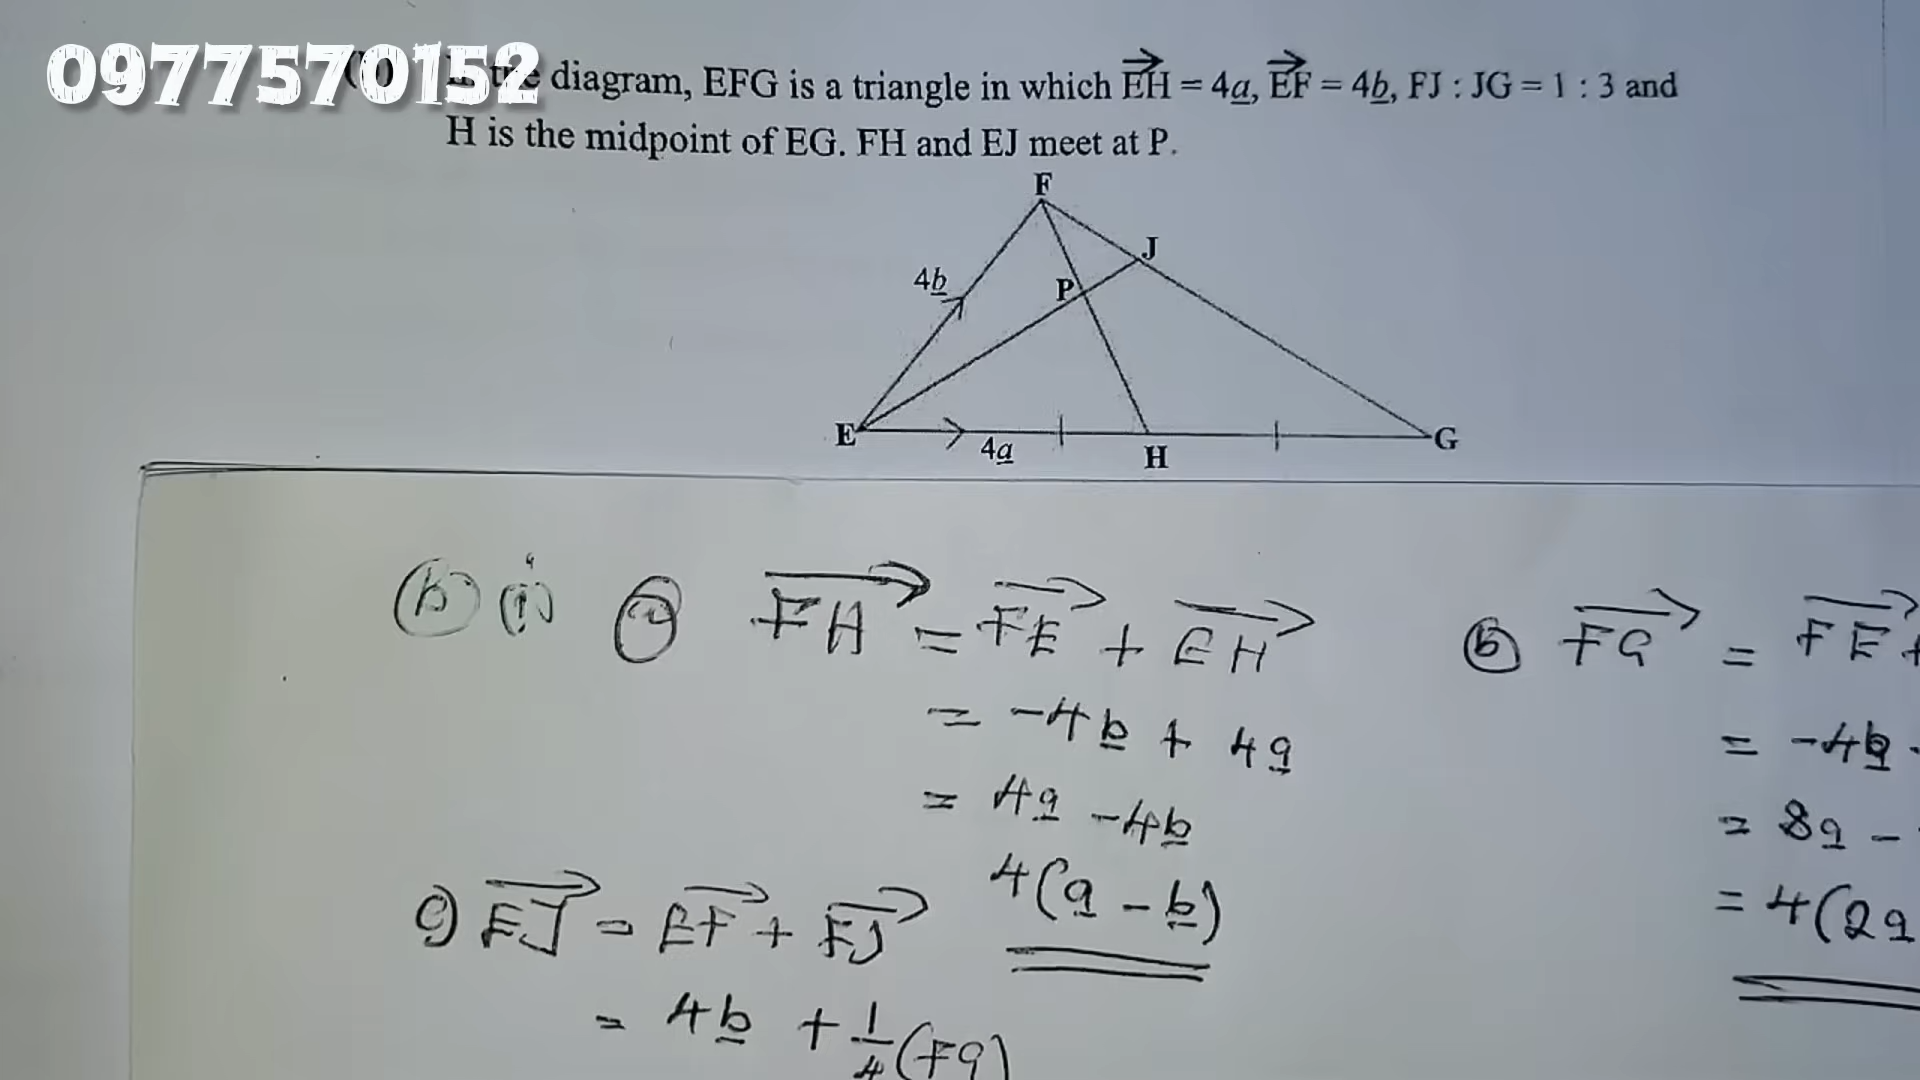 0977570152
the diagram, EFG is a triangle in which EH = 4a, EF = 4b, FJ : JG = 1 : 3 and
H is the midpoint of EG. FH and EJ meet at P.
F
J
4b
P
E
4a
H
G
(b) (i) (a) FH = FE + EH
= -4b + 4a
= 4a - 4b
4(a - b)
(b) FG = FE +
= -4b
= 8a -
= 4(2a
c) EJ = EF + FJ
= 4b + 1/4 (FG)